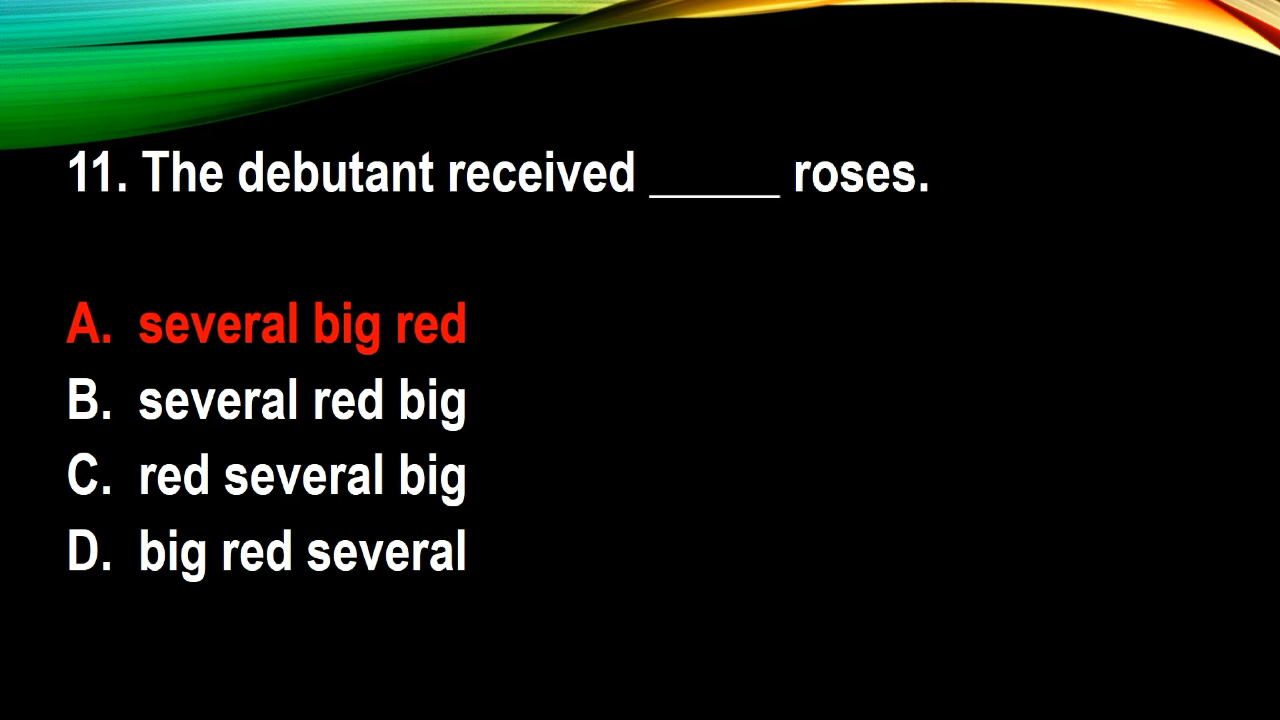 11. The debutant received _____ roses.
A. several big red
B. several red big
C. red several big
D. big red several